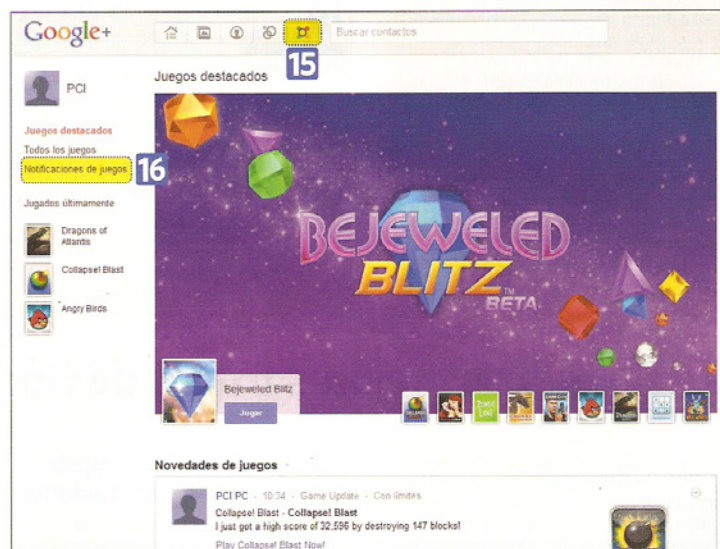 Google+
Buscar contactos
15
PCI
Juegos destacados
Todos los juegos
Notificaciones de juegos
16
Jugados últimamente
Dragons of
Atlantis
Collapse! Blast
Angry Birds
Juegos destacados
BEJEWELED
BLITZ™
BETA
Bejeweled Blitz
Jugar
Novedades de juegos
PCI PC - 10:34 - Game Update - Con límites
Collapse! Blast - Collapse! Blast
I just got a high score of 32,596 by destroying 147 blocks!
Play Collapse! Blast Now!